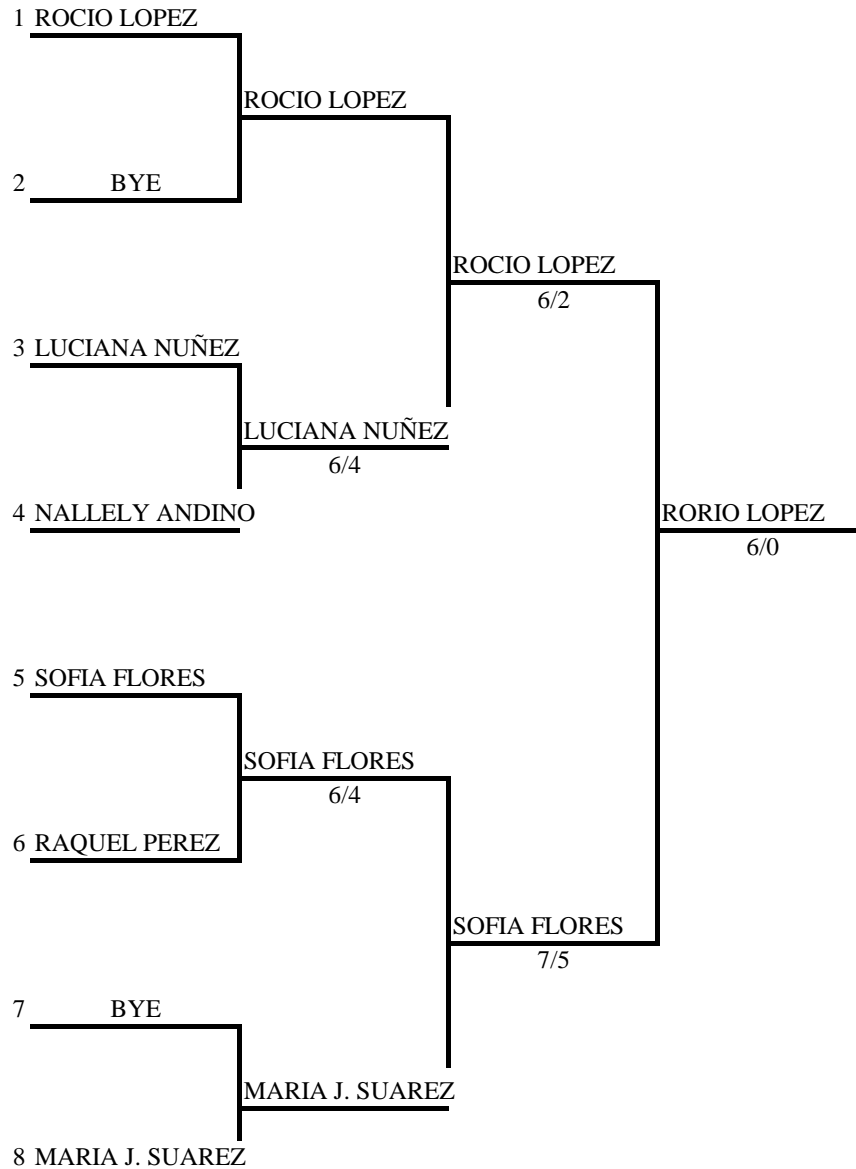 1 ROCIO LOPEZ
ROCIO LOPEZ
2 BYE
ROCIO LOPEZ
6/2
3 LUCIANA NUÑEZ
LUCIANA NUÑEZ
6/4
4 NALLELY ANDINO
RORIO LOPEZ
6/0
5 SOFIA FLORES
SOFIA FLORES
6/4
6 RAQUEL PEREZ
SOFIA FLORES
7/5
7 BYE
MARIA J. SUAREZ
8 MARIA J. SUAREZ